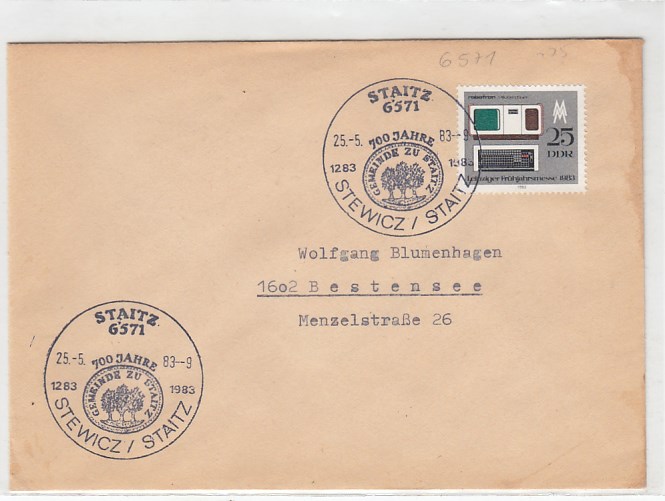 6571
STAITZ
6571
25.-5. 700 JAHRE 83--9
1283 GEMEINDE ZU STAITZ 1983
STEWICZ / STAITZ
25
DDR
Leipziger Frühjahrsmesse 1983
Wolfgang Blumenhagen
16o2 B e s t e n s e e
Menzelstraße 26
STAITZ
6571
25.-5. 700 JAHRE 83--9
1283 GEMEINDE ZU STAITZ 1983
STEWICZ / STAITZ